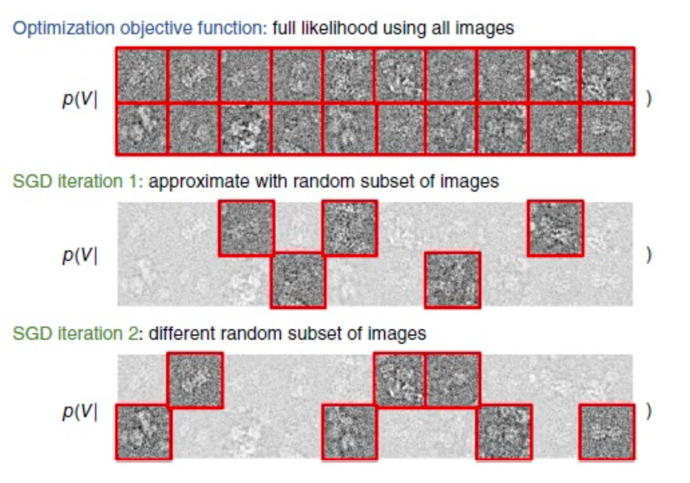 Optimization objective function: full likelihood using all images
p(V| )
SGD iteration 1: approximate with random subset of images
p(V| )
SGD iteration 2: different random subset of images
p(V| )